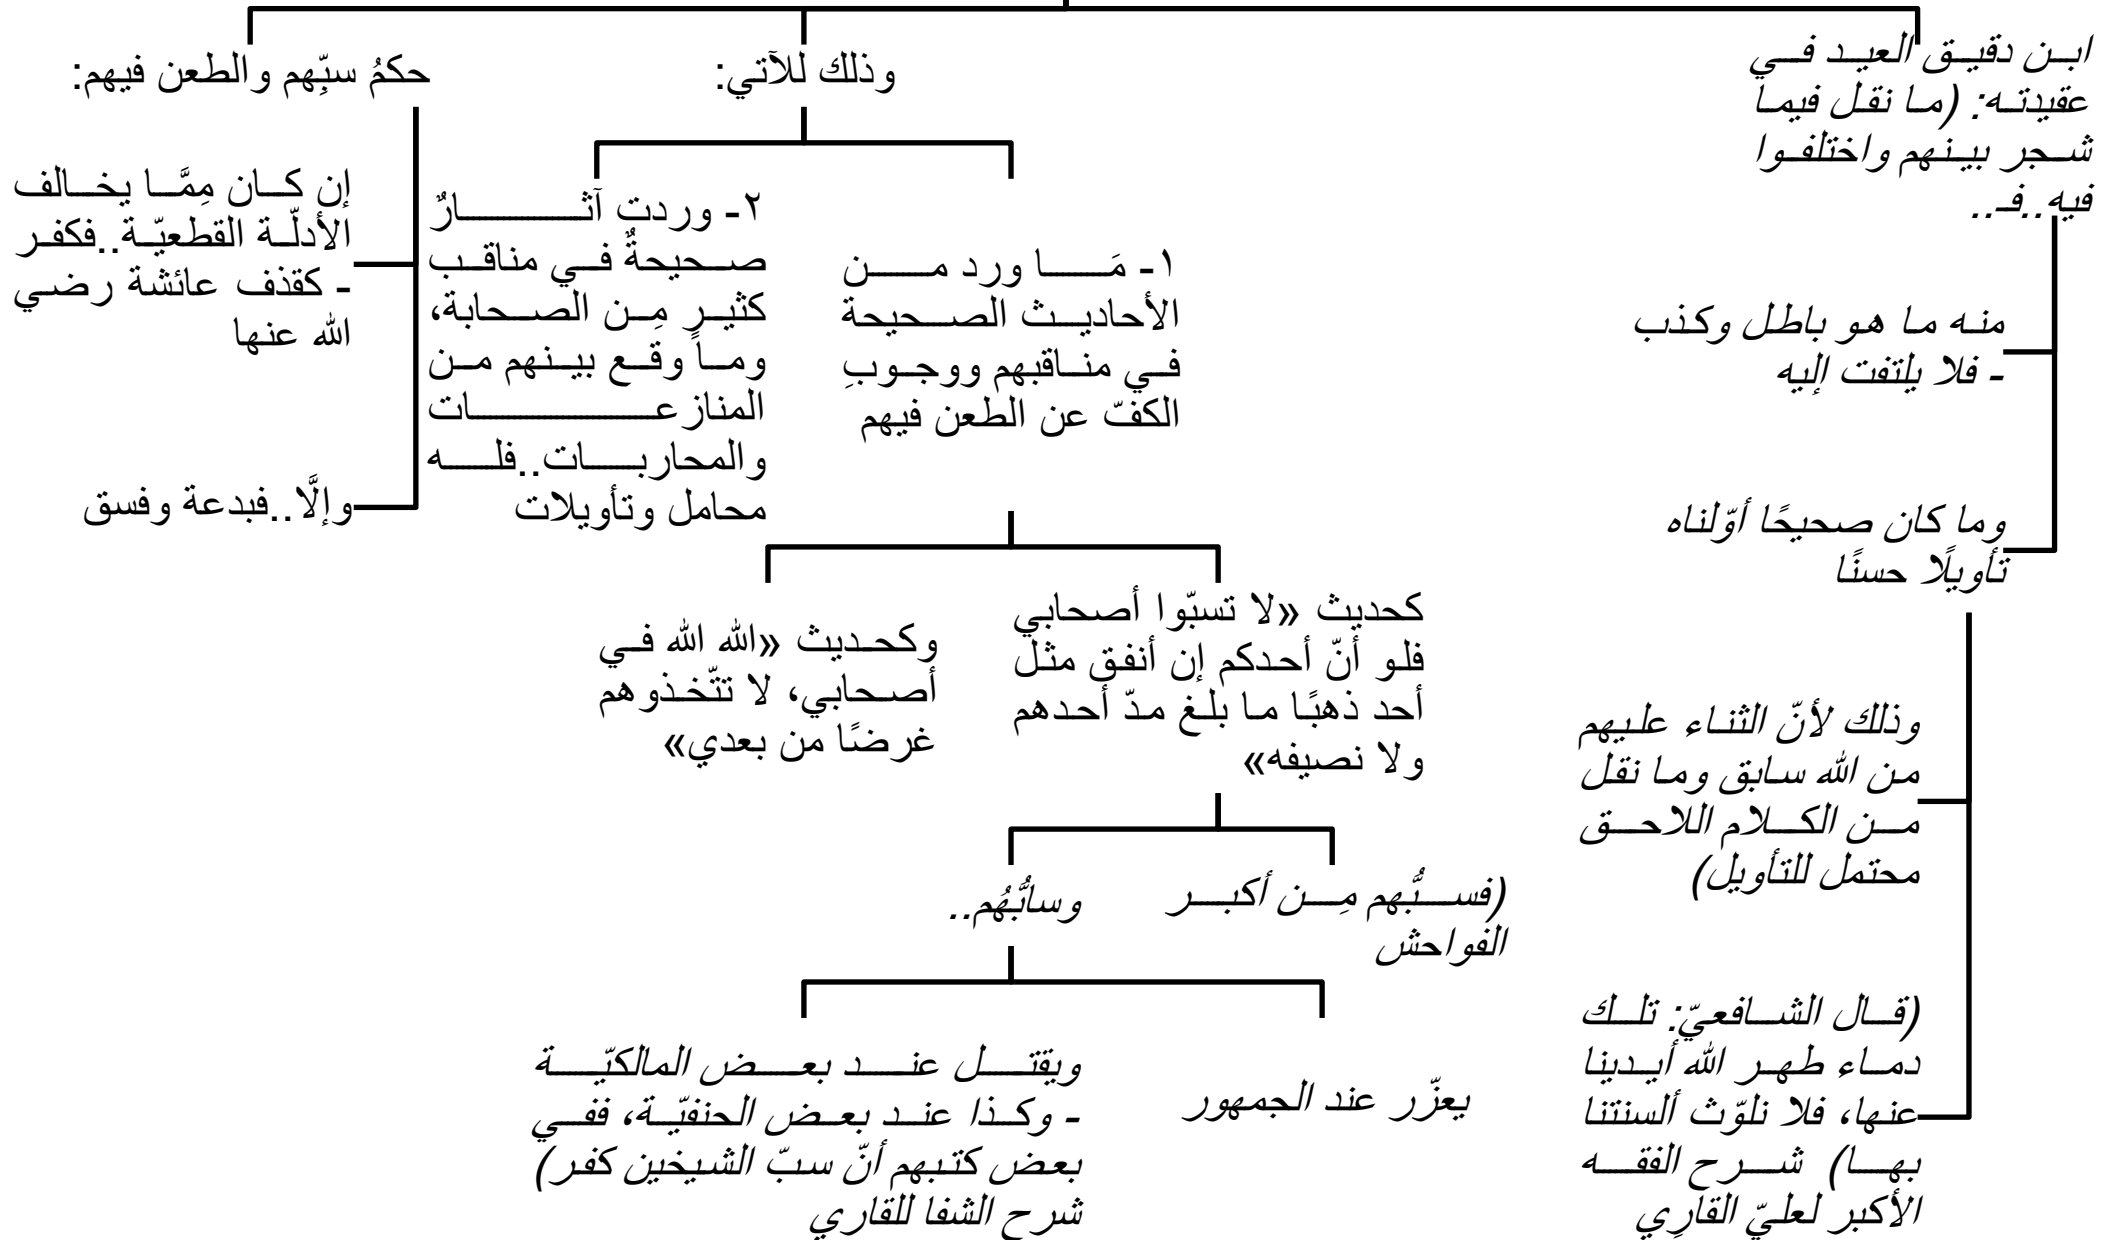 ابن دقيق العيد في
عقيدته: (ما نقل فيما
شجر بينهم واختلفوا
فيه..فـ..
منه ما هو باطل وكذب
- فلا يلتفت إليه
وما كان صحيحًا أوّلناه
تأويلًا حسنًا
وذلك لأنّ الثناء عليهم
من الله سابق وما نقل
من الكلام اللاحق
محتمل للتأويل)
(قال الشافعيّ: تلك
دماء طهر الله أيدينا
عنها، فلا نلوّث ألسنتنا
بها) شرح الفقه
الأكبر لعليّ القارِي
وذلك للآتي:
١- مَا ورد من
الأحاديث الصحيحة
في مناقبهم ووجوبِ
الكفّ عن الطعن فيهم
كحديث «لا تسبّوا أصحابي
فلو أنّ أحدكم إن أنفق مثل
أحد ذهبًا ما بلغ مدّ أحدهم
ولا نصيفه»
(فسبُّهم مِن أكبر
الفواحش
وسابُّهُم..
يعزّر عند الجمهور
ويقتل عند بعض المالكيّة
- وكذا عند بعض الحنفيّة، ففي
بعض كتبهم أنّ سبّ الشيخين كفر)
شرح الشفا للقاري
وكحديث «الله الله في
أصحابي، لا تتّخذوهم
غرضًا من بعدي»
٢- وردت آثارٌ
صحيحةٌ في مناقب
كثيرٍ مِن الصحابة،
وماً وقع بينهم من
المنازعات
والمحاربات..فله
محامل وتأويلات
حكمُ سبِّهم والطعن فيهم:
إن كان مِمَّا يخالف
الأدلّة القطعيّة..فكفر
- كقذف عائشة رضي
الله عنها
وإلَّا..فبدعة وفسق